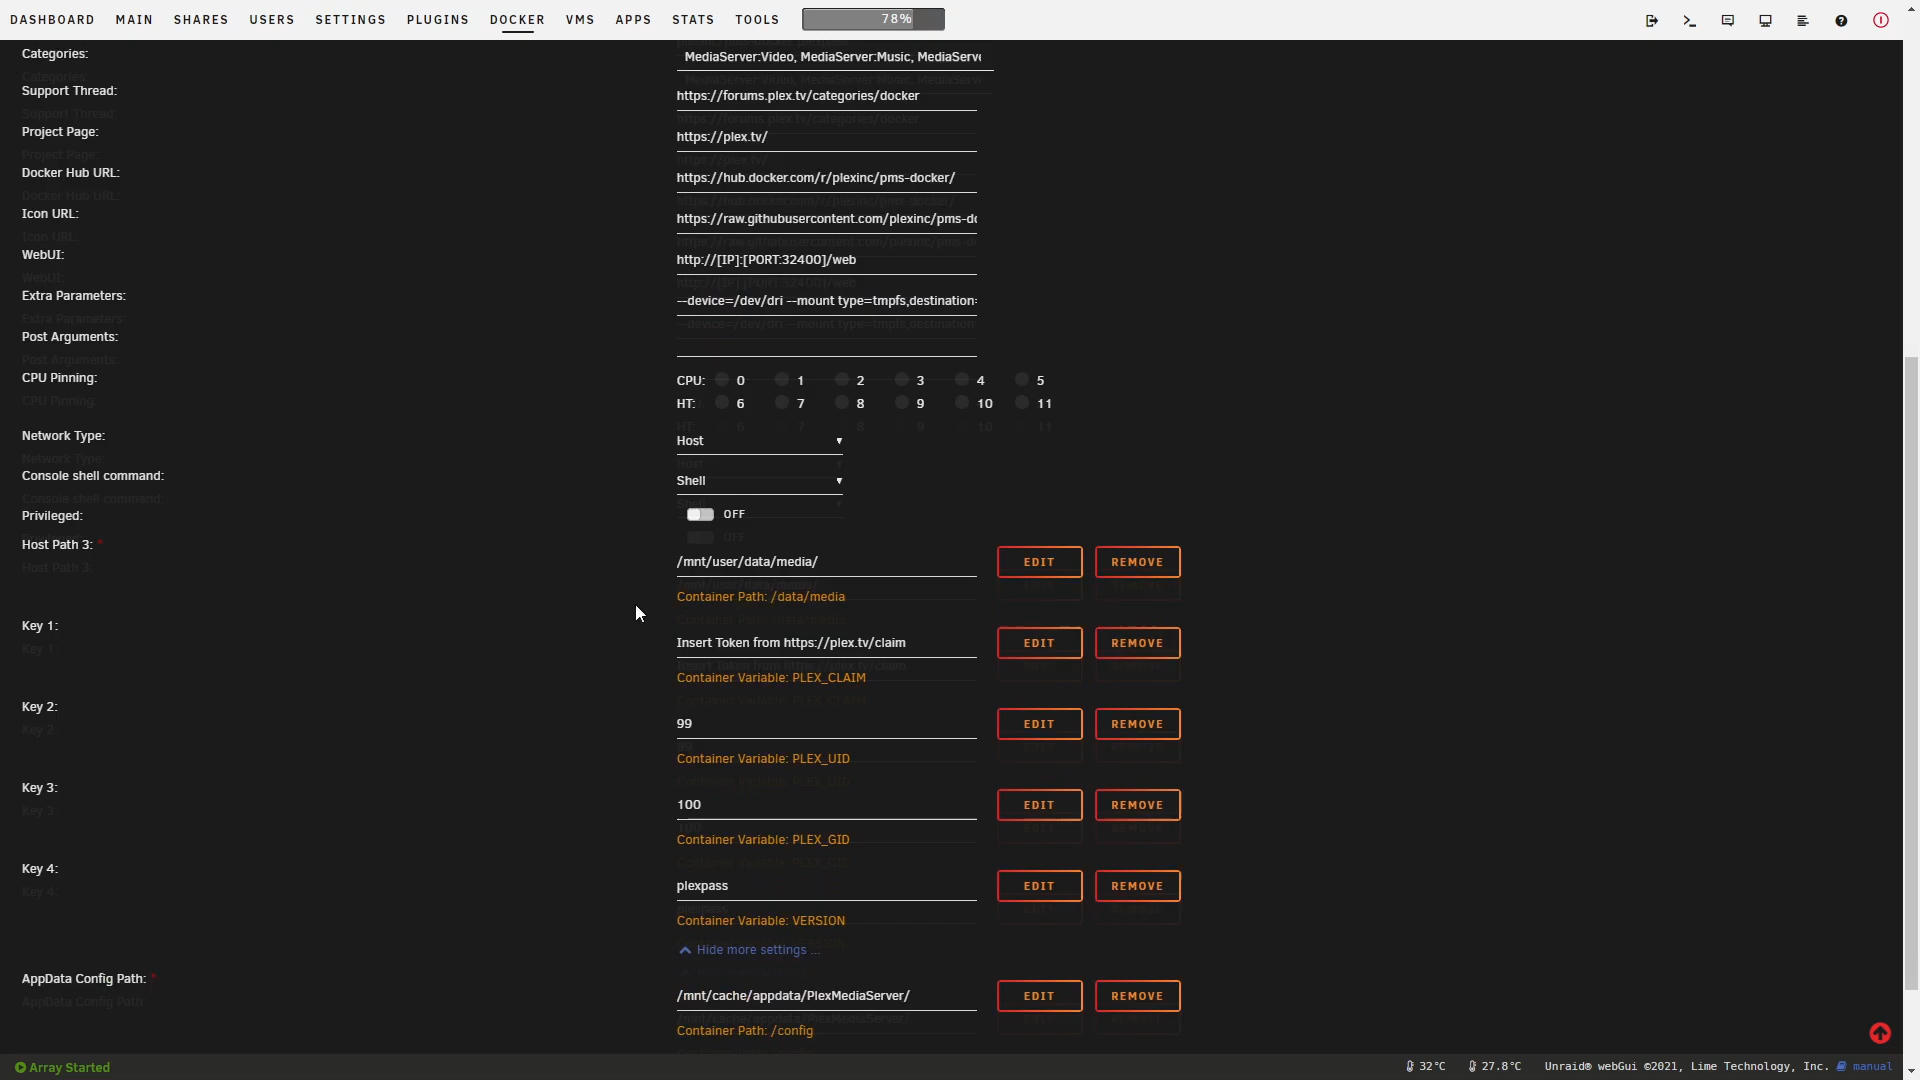 DASHBOARD MAIN SHARES USERS SETTINGS PLUGINS DOCKER VMS APPS STATS TOOLS 78%
Categories: MediaServer:Video, MediaServer:Music, MediaServe
Support Thread: https://forums.plex.tv/categories/docker
Project Page: https://plex.tv/
Docker Hub URL: https://hub.docker.com/r/plexinc/pms-docker/
Icon URL: https://raw.githubusercontent.com/plexinc/pms-do
WebUI: http://[IP]:[PORT:32400]/web
Extra Parameters: --device=/dev/dri --mount type=tmpfs,destination=
Post Arguments:
CPU Pinning: CPU: 0 1 2 3 4 5
HT: 6 7 8 9 10 11
Network Type: Host
Console shell command: Shell
Privileged: OFF
Host Path 3: * /mnt/user/data/media/ EDIT REMOVE
Container Path: /data/media
Key 1: Insert Token from https://plex.tv/claim EDIT REMOVE
Container Variable: PLEX_CLAIM
Key 2: 99 EDIT REMOVE
Container Variable: PLEX_UID
Key 3: 100 EDIT REMOVE
Container Variable: PLEX_GID
Key 4: plexpass EDIT REMOVE
Container Variable: VERSION
Hide more settings ...
AppData Config Path: * /mnt/cache/appdata/PlexMediaServer/ EDIT REMOVE
Container Path: /config
Array Started 32°C 27.8°C Unraid® webGui ©2021, Lime Technology, Inc. manual